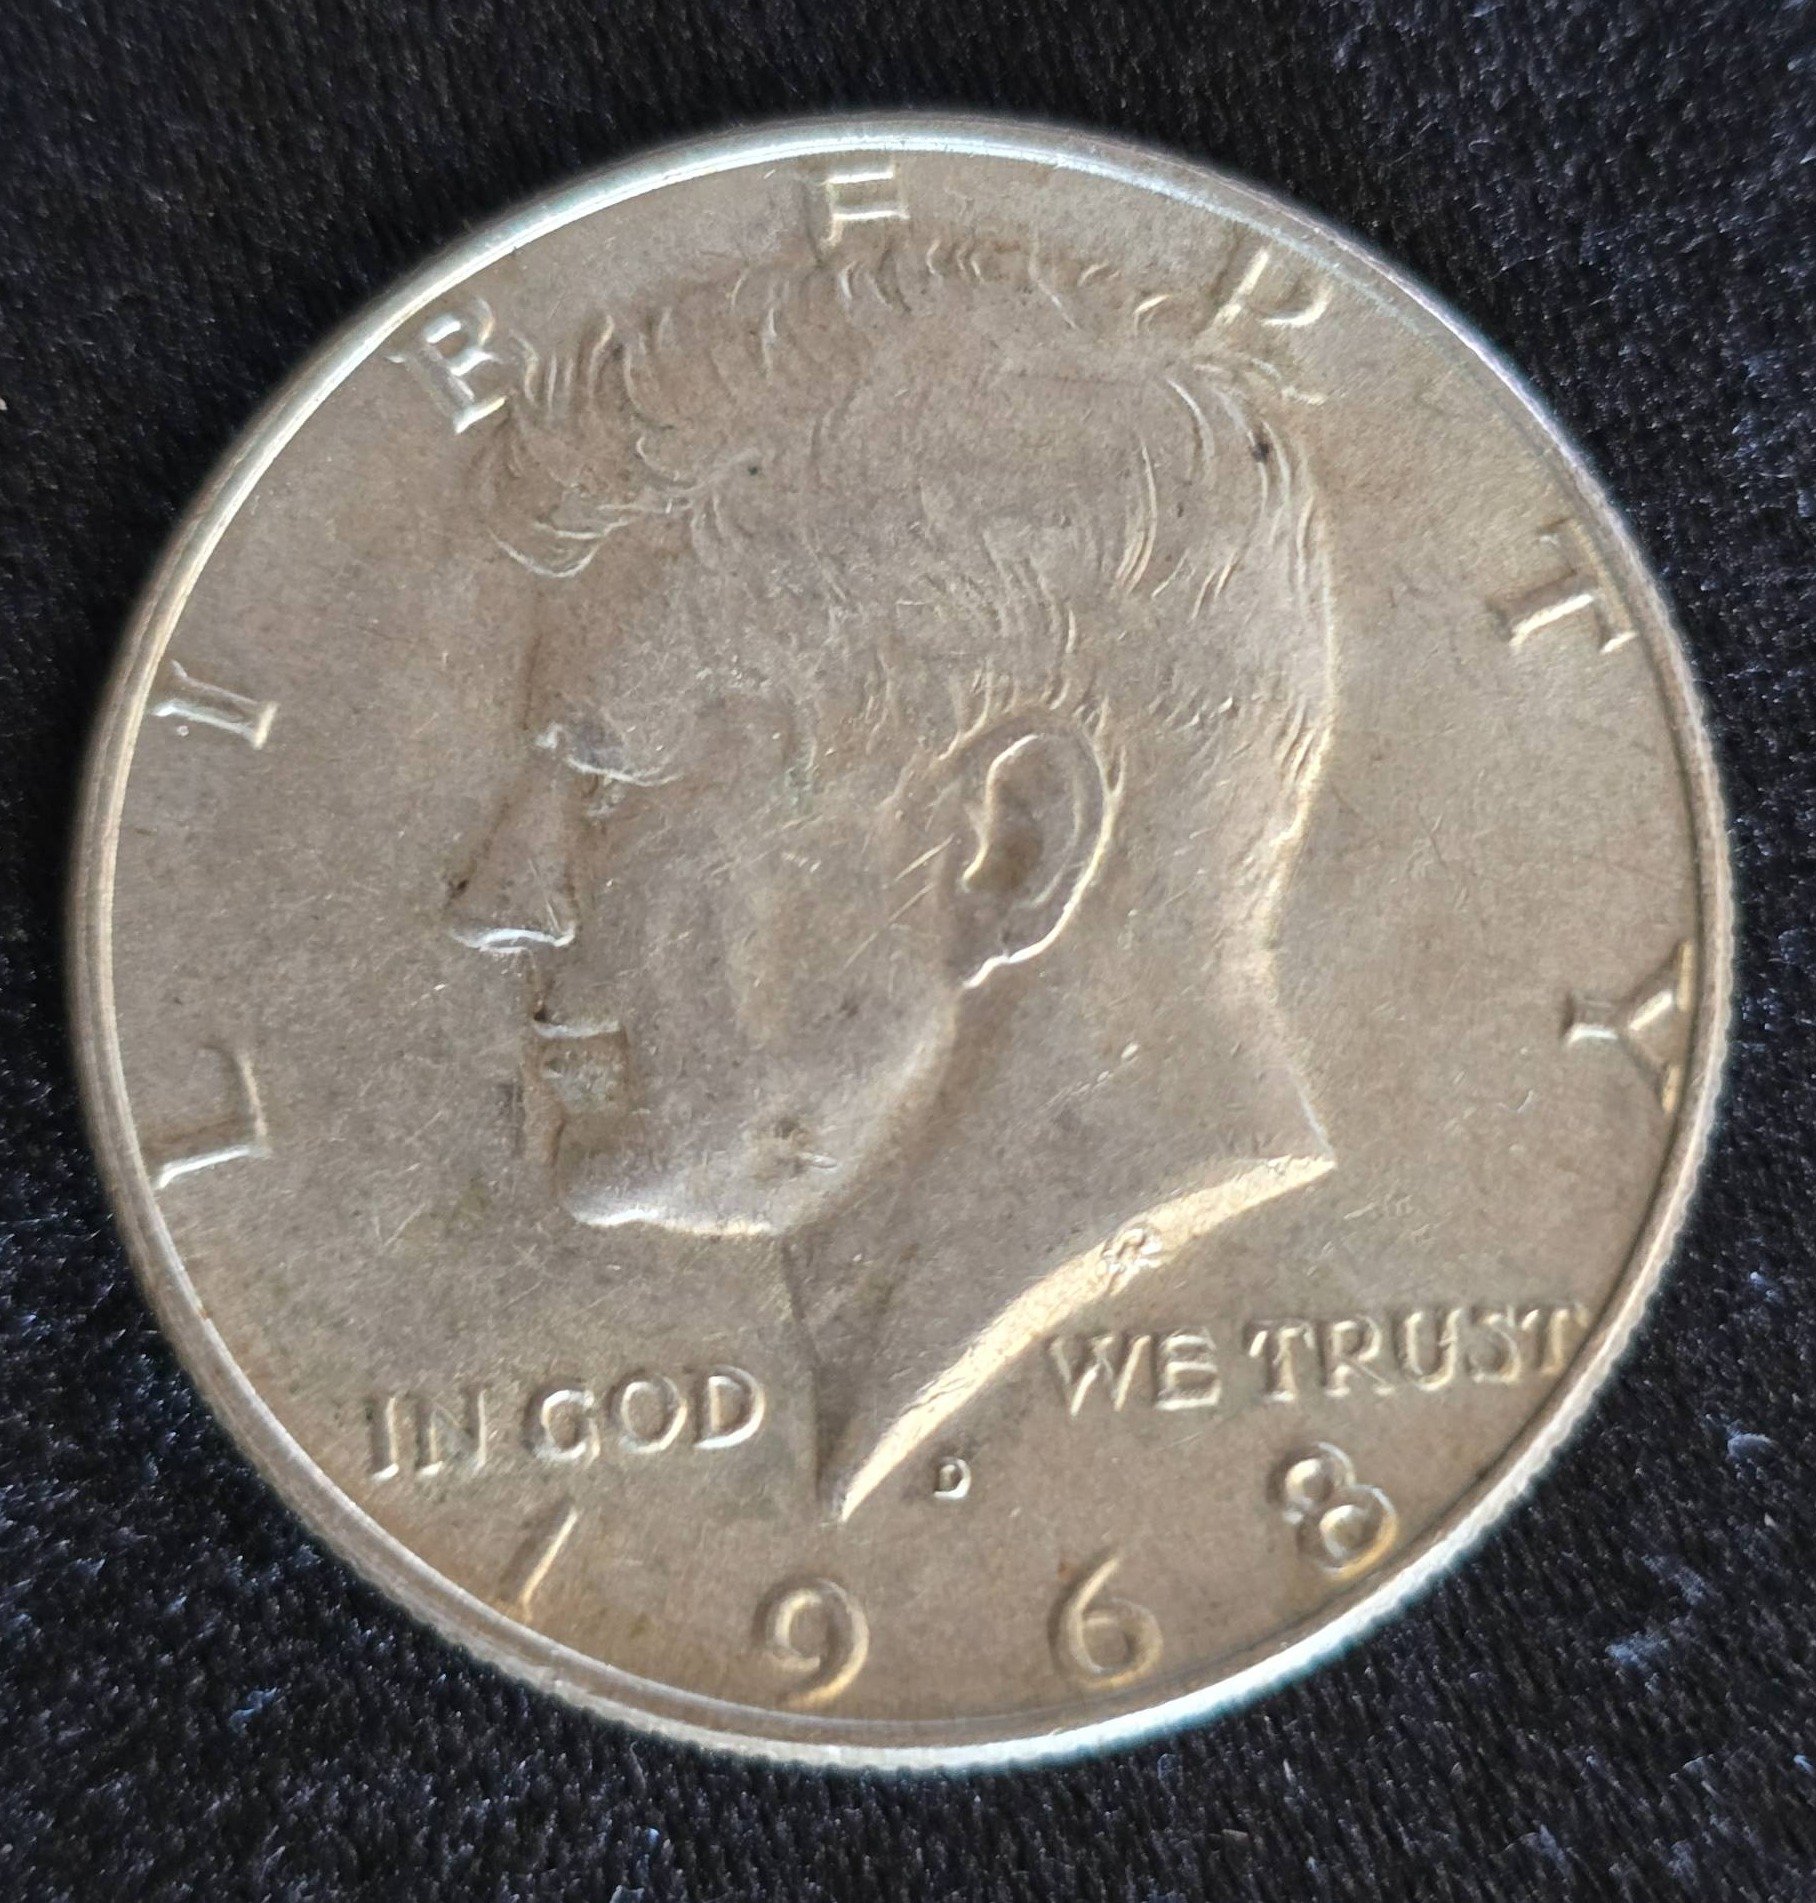 LIBERTY
IN GOD WE TRUST
D
1968